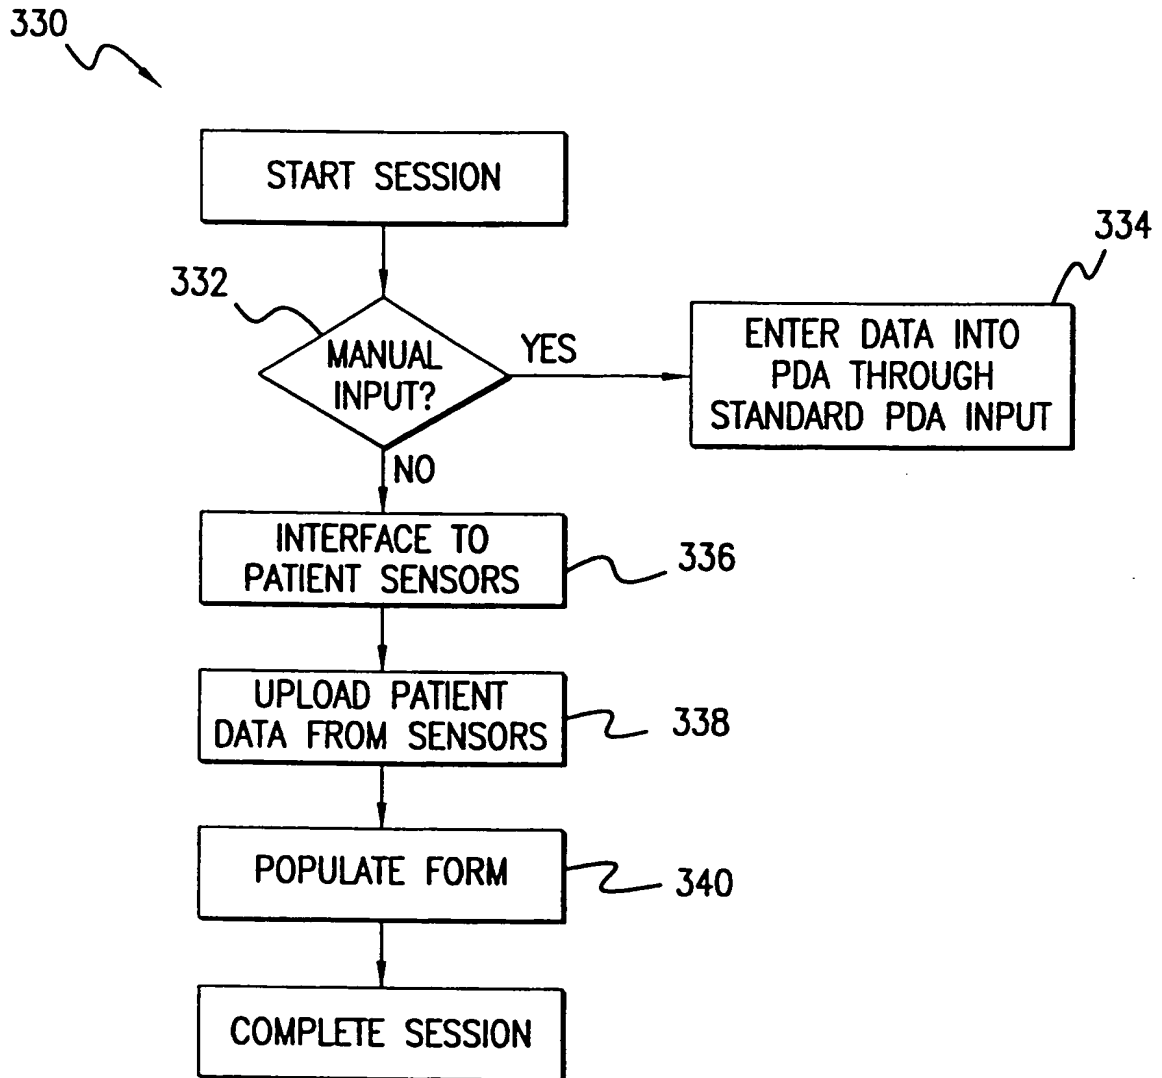 330
START SESSION
334
332
MANUAL
INPUT?
YES
ENTER DATA INTO
PDA THROUGH
STANDARD PDA INPUT
NO
INTERFACE TO
PATIENT SENSORS
336
UPLOAD PATIENT
DATA FROM SENSORS
338
POPULATE FORM
340
COMPLETE SESSION